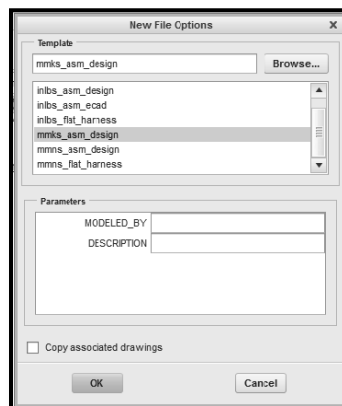 New File Options
Template
mmks_asm_design
Browse...
inlbs_asm_design
inlbs_asm_ecad
inlbs_flat_harness
mmks_asm_design
mmns_asm_design
mmns_flat_harness
Parameters
MODELED_BY
DESCRIPTION
Copy associated drawings
OK
Cancel